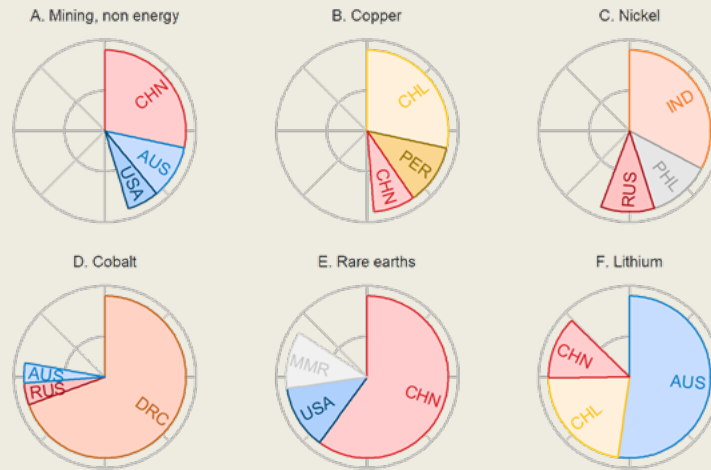 A. Mining, non energy
B. Copper
C. Nickel
CHN
AUS
USA
CHL
PER
CHN
IND
PHL
RUS
D. Cobalt
E. Rare earths
F. Lithium
AUS
RUS
DRC
MMR
USA
CHN
CHN
CHL
AUS